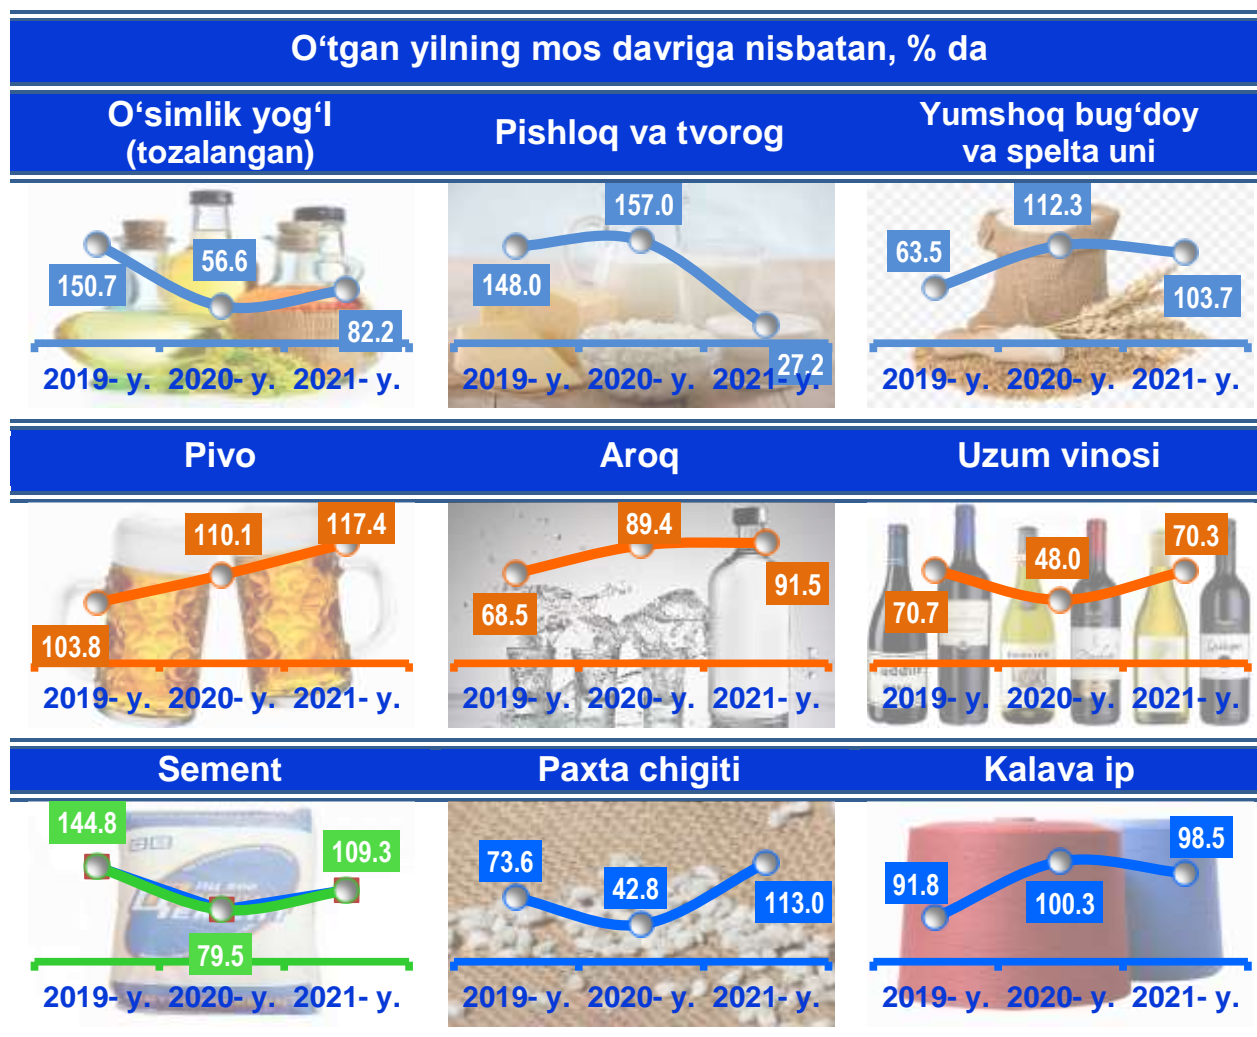 O‘tgan yilning mos davriga nisbatan, % da
O‘simlik yog‘I
(tozalangan)
Pishloq va tvorog
Yumshoq bug‘doy
va spelta uni
150.7
56.6
82.2
2019- y. 2020- y. 2021- y.
148.0
157.0
27.2
2019- y. 2020- y. 2021- y.
63.5
112.3
103.7
2019- y. 2020- y. 2021- y.
Pivo
Aroq
Uzum vinosi
103.8
110.1
117.4
2019- y. 2020- y. 2021- y.
68.5
89.4
91.5
2019- y. 2020- y. 2021- y.
70.7
48.0
70.3
2019- y. 2020- y. 2021- y.
Sement
Paxta chigiti
Kalava ip
144.8
79.5
109.3
2019- y. 2020- y. 2021- y.
73.6
42.8
113.0
2019- y. 2020- y. 2021- y.
91.8
100.3
98.5
2019- y. 2020- y. 2021- y.